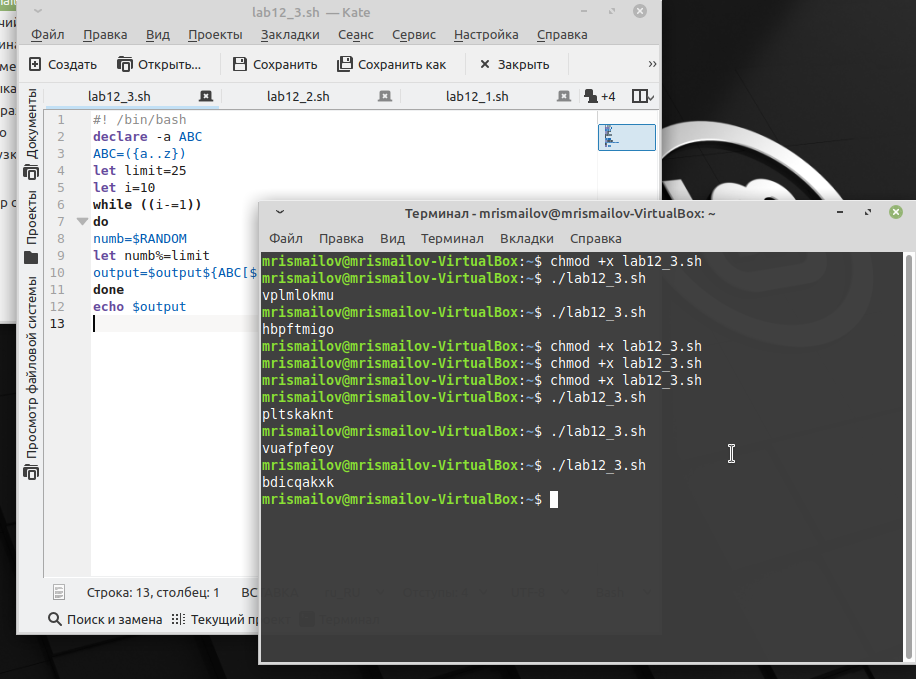 lab12_3.sh — Kate
Файл Правка Вид Проекты Закладки Сеанс Сервис Настройка Справка
Создать Открыть... Сохранить Сохранить как Закрыть »
lab12_3.sh lab12_2.sh lab12_1.sh +4
Документы
Проекты
Просмотр файловой системы
1 #! /bin/bash
2 declare -a ABC
3 ABC=({a..z})
4 let limit=25
5 let i=10
6 while ((i-=1))
7 do
8 numb=$RANDOM
9 let numb%=limit
10 output=$output${ABC[$
11 done
12 echo $output
13
Строка: 13, столбец: 1
Поиск и замена Текущий
Терминал - mrismailov@mrismailov-VirtualBox: ~
Файл Правка Вид Терминал Вкладки Справка
mrismailov@mrismailov-VirtualBox:~$ chmod +x lab12_3.sh
mrismailov@mrismailov-VirtualBox:~$ ./lab12_3.sh
vplmlokmu
mrismailov@mrismailov-VirtualBox:~$ ./lab12_3.sh
hbpftmigo
mrismailov@mrismailov-VirtualBox:~$ chmod +x lab12_3.sh
mrismailov@mrismailov-VirtualBox:~$ chmod +x lab12_3.sh
mrismailov@mrismailov-VirtualBox:~$ chmod +x lab12_3.sh
mrismailov@mrismailov-VirtualBox:~$ ./lab12_3.sh
pltskaknt
mrismailov@mrismailov-VirtualBox:~$ ./lab12_3.sh
vuafpfeoy
mrismailov@mrismailov-VirtualBox:~$ ./lab12_3.sh
bdicqakxk
mrismailov@mrismailov-VirtualBox:~$